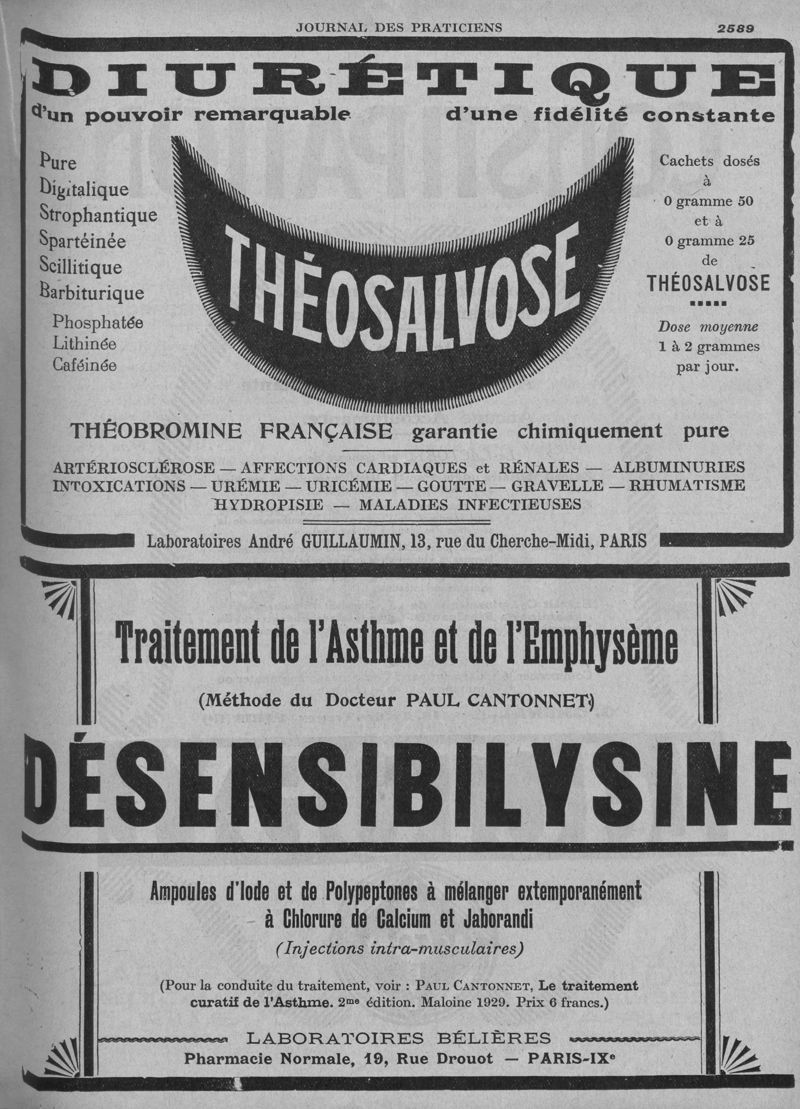 JOURNAL DES PRATICIENS 2589
DIURÉTIQUE
d'un pouvoir remarquable d'une fidélité constante
Pure
Digitalique
Strophantique
Spartéinée
Scillitique
Barbiturique
Phosphatée
Lithinée
Caféinée
THÉOSALVOSE
Cachets dosés
à
0 gramme 50
et à
0 gramme 25
de
THÉOSALVOSE
Dose moyenne
1 à 2 grammes
par jour.
THÉOBROMINE FRANÇAISE garantie chimiquement pure
ARTÉRIOSCLÉROSE — AFFECTIONS CARDIAQUES et RÉNALES — ALBUMINURIES
INTOXICATIONS — URÉMIE — URICÉMIE — GOUTTE — GRAVELLE — RHUMATISME
HYDROPISIE — MALADIES INFECTIEUSES
Laboratoires André GUILLAUMIN, 13, rue du Cherche-Midi, PARIS
Traitement de l'Asthme et de l'Emphysème
(Méthode du Docteur PAUL CANTONNET)
DÉSENSIBILYSINE
Ampoules d'Iode et de Polypeptones à mélanger extemporanément
à Chlorure de Calcium et Jaborandi
(Injections intra-musculaires)
(Pour la conduite du traitement, voir : PAUL CANTONNET, Le traitement
curatif de l'Asthme. 2me édition. Maloine 1929. Prix 6 francs.)
LABORATOIRES BÉLIÈRES
Pharmacie Normale, 19, Rue Drouot — PARIS-IXe